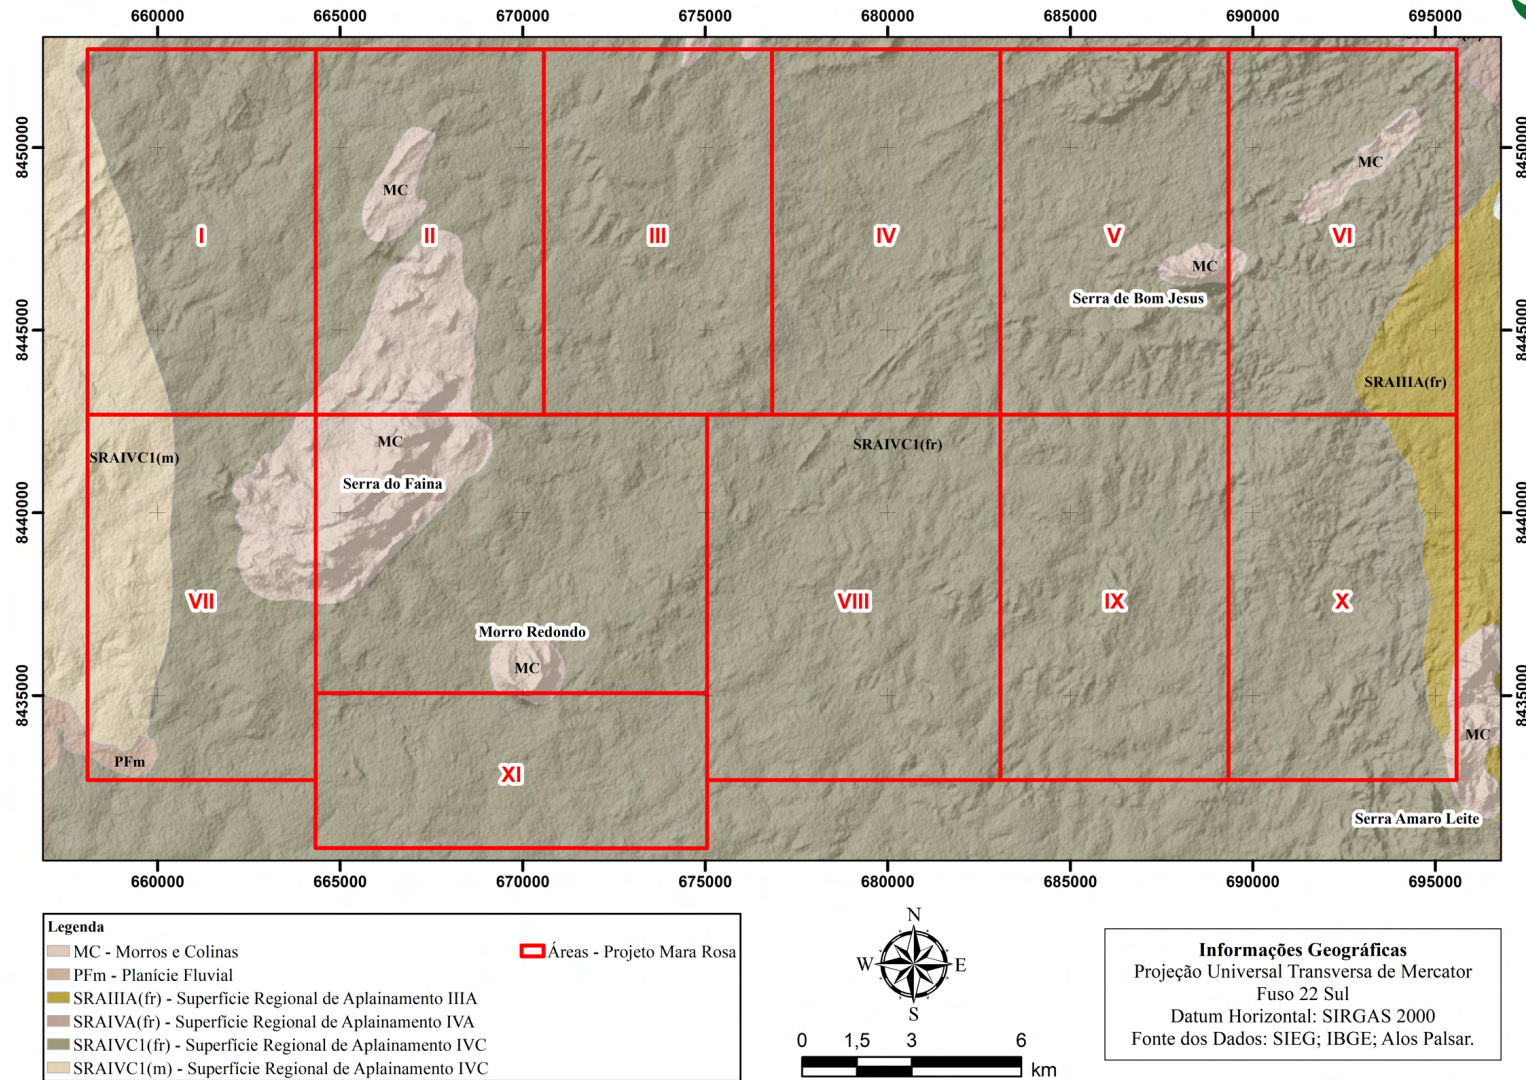 660000 665000 670000 675000 680000 685000 690000 695000
8450000 8450000
MC MC
I II III IV V VI
MC
Serra de Bom Jesus
8445000 8445000
SRAIIIA(fr)
MC SRAIVC1(fr)
SRAIVC1(m)
Serra do Faina
8440000 8440000
VII VIII IX X
Morro Redondo
MC
8435000 8435000
MC
PFm
XI
Serra Amaro Leite
660000 665000 670000 675000 680000 685000 690000 695000
Legenda
MC - Morros e Colinas
PFm - Planície Fluvial
SRAIIIA(fr) - Superfície Regional de Aplainamento IIIA
SRAIVA(fr) - Superfície Regional de Aplainamento IVA
SRAIVC1(fr) - Superfície Regional de Aplainamento IVC
SRAIVC1(m) - Superfície Regional de Aplainamento IVC
Áreas - Projeto Mara Rosa
N
W E
S
0 1,5 3 6
km
Informações Geográficas
Projeção Universal Transversa de Mercator
Fuso 22 Sul
Datum Horizontal: SIRGAS 2000
Fonte dos Dados: SIEG; IBGE; Alos Palsar.